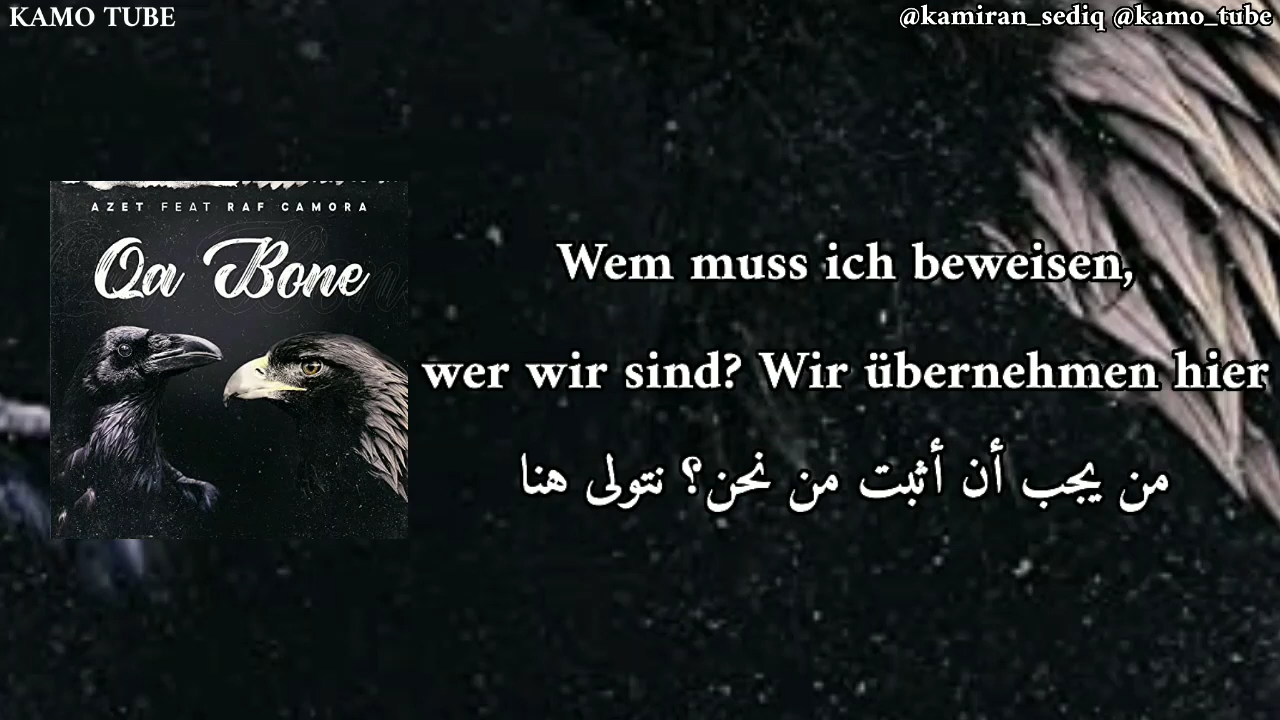 KAMO TUBE
@kamiran_sediq @kamo_tube
AZET FEAT RAF CAMORA
Qa Bone
Wem muss ich beweisen,
wer wir sind? Wir übernehmen hier
من يجب أن أثبت من نحن؟ نتولى هنا